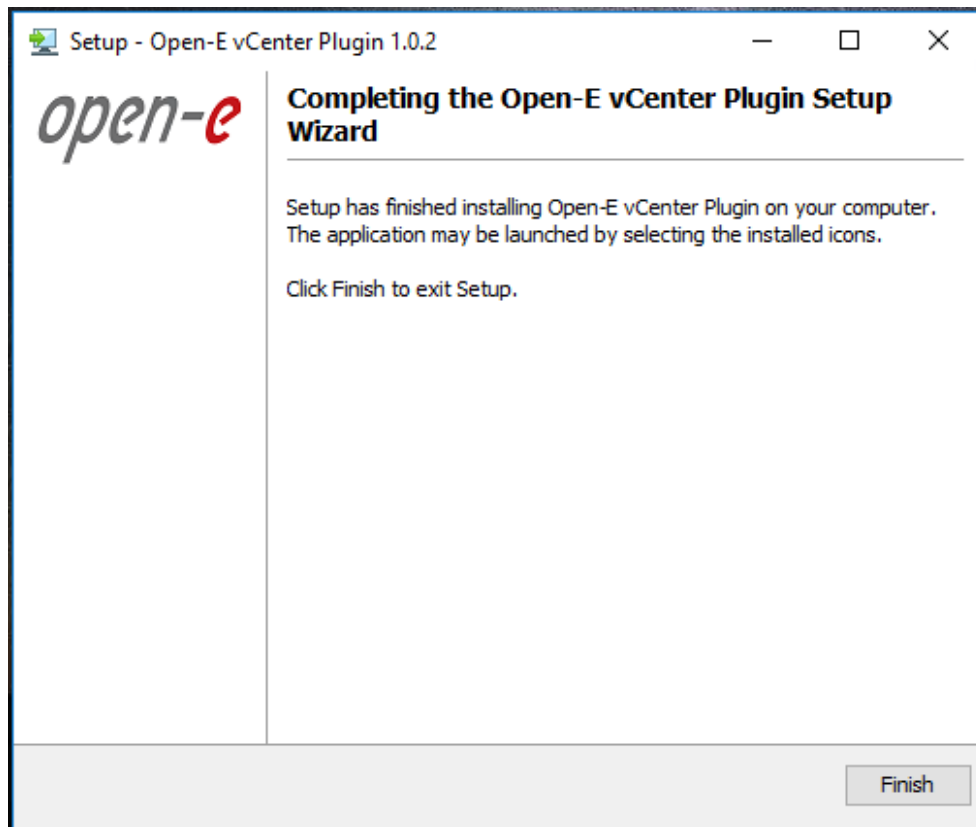 Setup - Open-E vCenter Plugin 1.0.2
open-e
Completing the Open-E vCenter Plugin Setup
Wizard
Setup has finished installing Open-E vCenter Plugin on your computer.
The application may be launched by selecting the installed icons.
Click Finish to exit Setup.
Finish